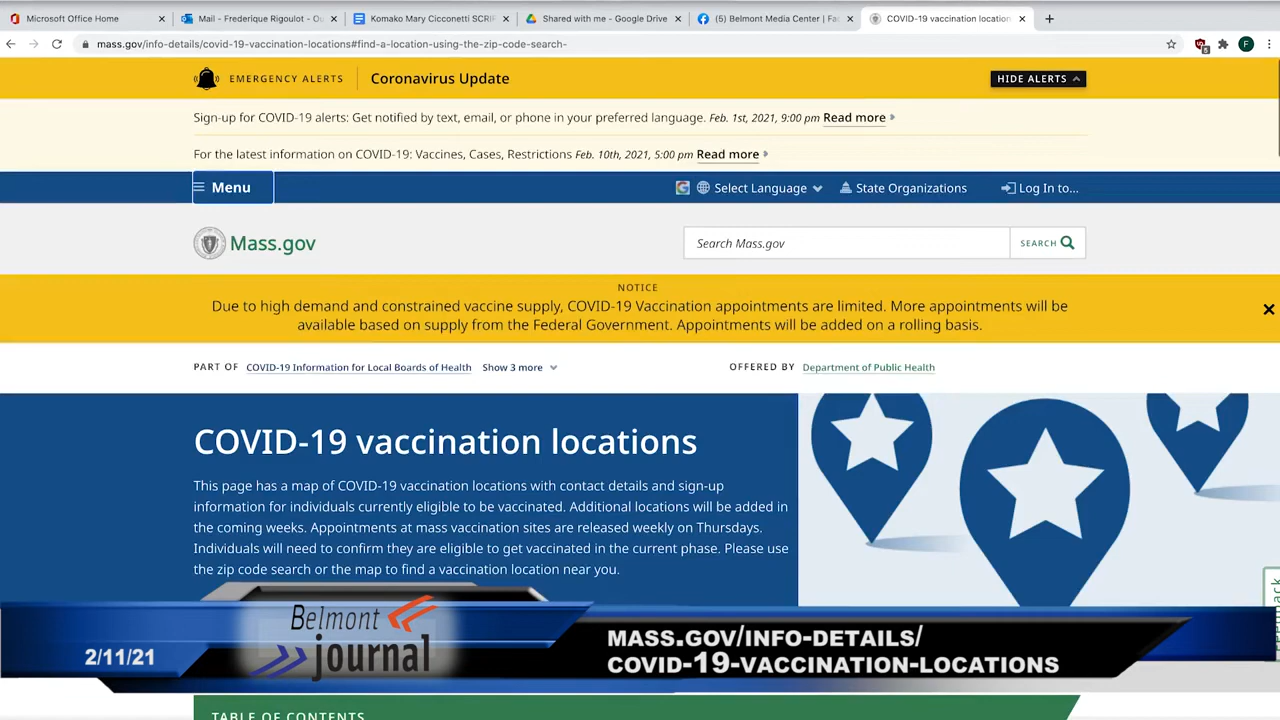 Microsoft Office Home
Mail - Frederique Rigoulot - Ou
Komako Mary Cicconetti SCRIP
Shared with me - Google Drive
(5) Belmont Media Center | Fac
COVID-19 vaccination location
mass.gov/info-details/covid-19-vaccination-locations#find-a-location-using-the-zip-code-search-
5
F
EMERGENCY ALERTS
Coronavirus Update
HIDE ALERTS
Sign-up for COVID-19 alerts: Get notified by text, email, or phone in your preferred language. Feb. 1st, 2021, 9:00 pm Read more
For the latest information on COVID-19: Vaccines, Cases, Restrictions Feb. 10th, 2021, 5:00 pm Read more
Menu
Select Language
State Organizations
Log In to...
Mass.gov
Search Mass.gov
SEARCH
NOTICE
Due to high demand and constrained vaccine supply, COVID-19 Vaccination appointments are limited. More appointments will be
available based on supply from the Federal Government. Appointments will be added on a rolling basis.
PART OF COVID-19 Information for Local Boards of Health Show 3 more
OFFERED BY Department of Public Health
COVID-19 vaccination locations
This page has a map of COVID-19 vaccination locations with contact details and sign-up
information for individuals currently eligible to be vaccinated. Additional locations will be added in
the coming weeks. Appointments at mass vaccination sites are released weekly on Thursdays.
Individuals will need to confirm they are eligible to get vaccinated in the current phase. Please use
the zip code search or the map to find a vaccination location near you.
2/11/21
Belmont
journal
MASS.GOV/INFO-DETAILS/
COVID-19-VACCINATION-LOCATIONS
TABLE OF CONTENTS